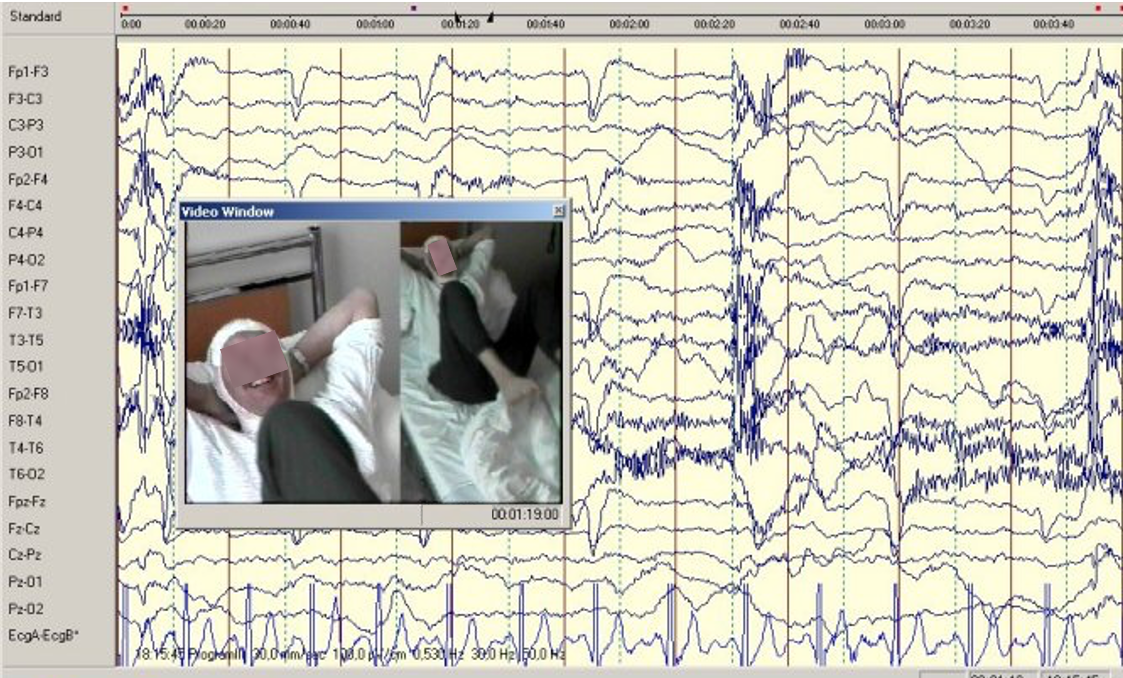 Standard
0:00 00:00:20 00:00:40 00:01:00 00:01:20 00:01:40 00:02:00 00:02:20 00:02:40 00:03:00 00:03:20 00:03:40
Fp1-F3
F3-C3
C3-P3
P3-O1
Fp2-F4
F4-C4
C4-P4
P4-O2
Fp1-F7
F7-T3
T3-T5
T5-O1
Fp2-F8
F8-T4
T4-T6
T6-O2
Fpz-Fz
Fz-Cz
Cz-Pz
Pz-O1
Pz-O2
EcgA-EcgB*
Video Window
00:01:19:00
30,0 mm/sec 100,0 µV/cm 0,530 Hz 30,0 Hz 50,0 Hz